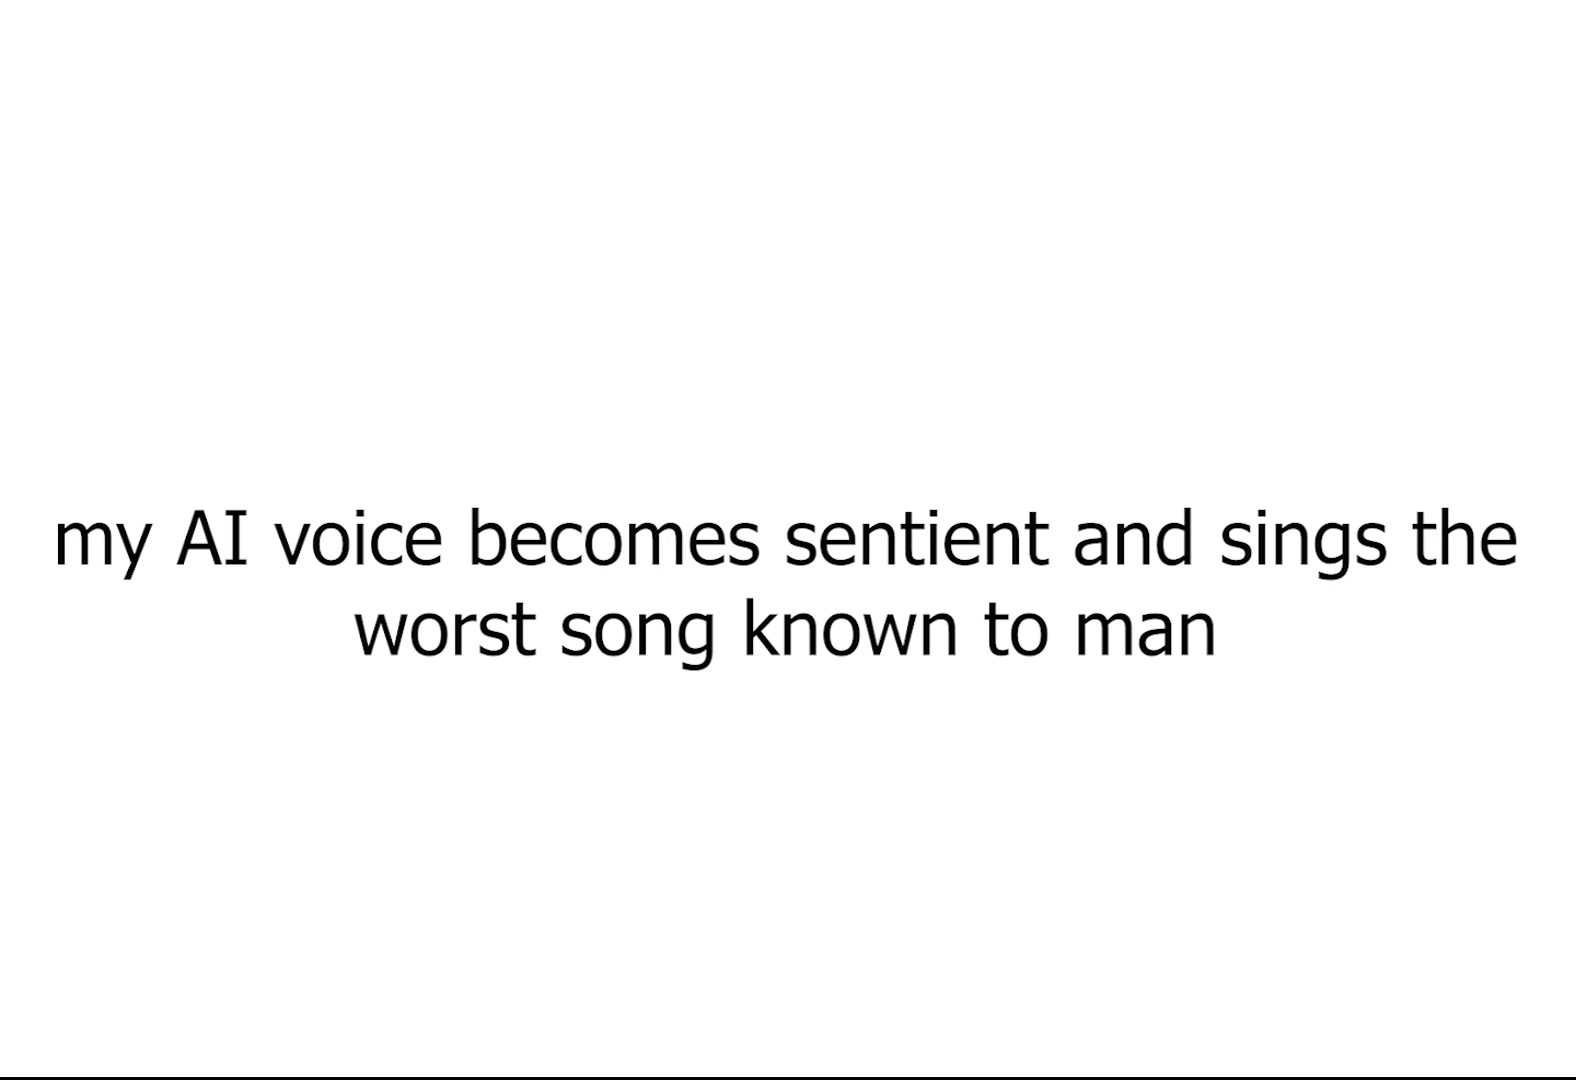 my AI voice becomes sentient and sings the
worst song known to man